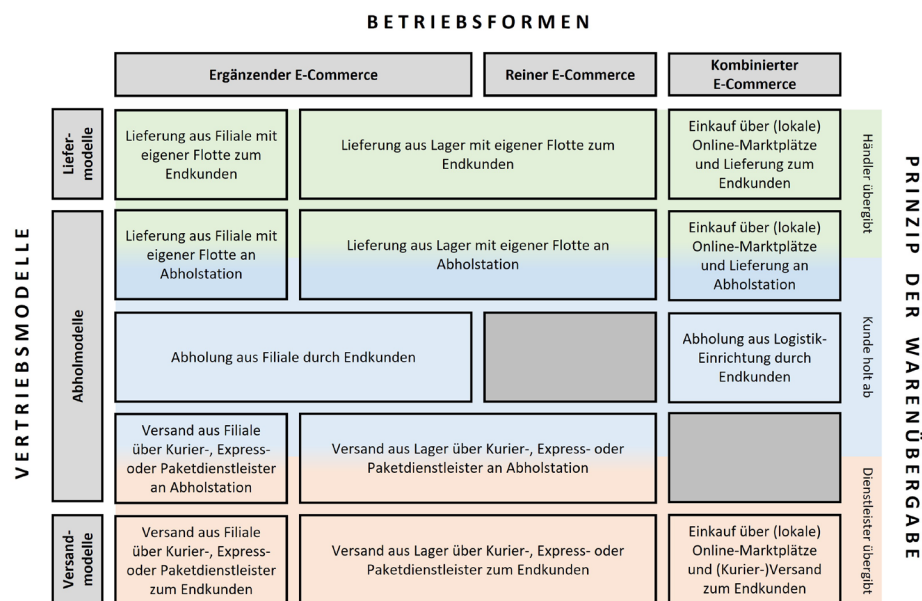 BETRIEBSFORMEN
Ergänzender E-Commerce
Reiner E-Commerce
Kombinierter
E-Commerce
VERTRIEBSMODELLE
Liefer-
modelle
Lieferung aus Filiale mit
eigener Flotte zum
Endkunden
Lieferung aus Lager mit eigener Flotte zum
Endkunden
Einkauf über (lokale)
Online-Marktplätze
und Lieferung zum
Endkunden
Händler übergibt
Abholmodelle
Lieferung aus Filiale mit
eigener Flotte an
Abholstation
Lieferung aus Lager mit eigener Flotte an
Abholstation
Einkauf über (lokale)
Online-Marktplätze
und Lieferung an
Abholstation
Abholung aus Filiale durch Endkunden
Abholung aus Logistik-
Einrichtung durch
Endkunden
Kunde holt ab
Versand aus Filiale
über Kurier-, Express-
oder Paketdienstleister
an Abholstation
Versand aus Lager über Kurier-, Express- oder
Paketdienstleister an Abholstation
Versand-
modelle
Versand aus Filiale
über Kurier-, Express-
oder Paketdienstleister
zum Endkunden
Versand aus Lager über Kurier-, Express- oder
Paketdienstleister zum Endkunden
Einkauf über (lokale)
Online-Marktplätze
und (Kurier-)Versand
zum Endkunden
Dienstleister übergibt
PRINZIP DER WARENÜBERGABE